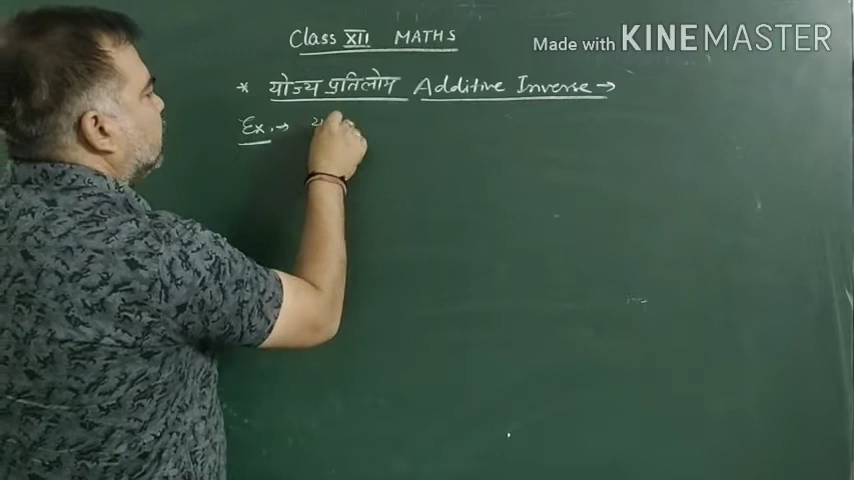 Class XII MATHS
Made with KINEMASTER
* योज्य प्रतिलोम Additive Inverse →
Ex. →